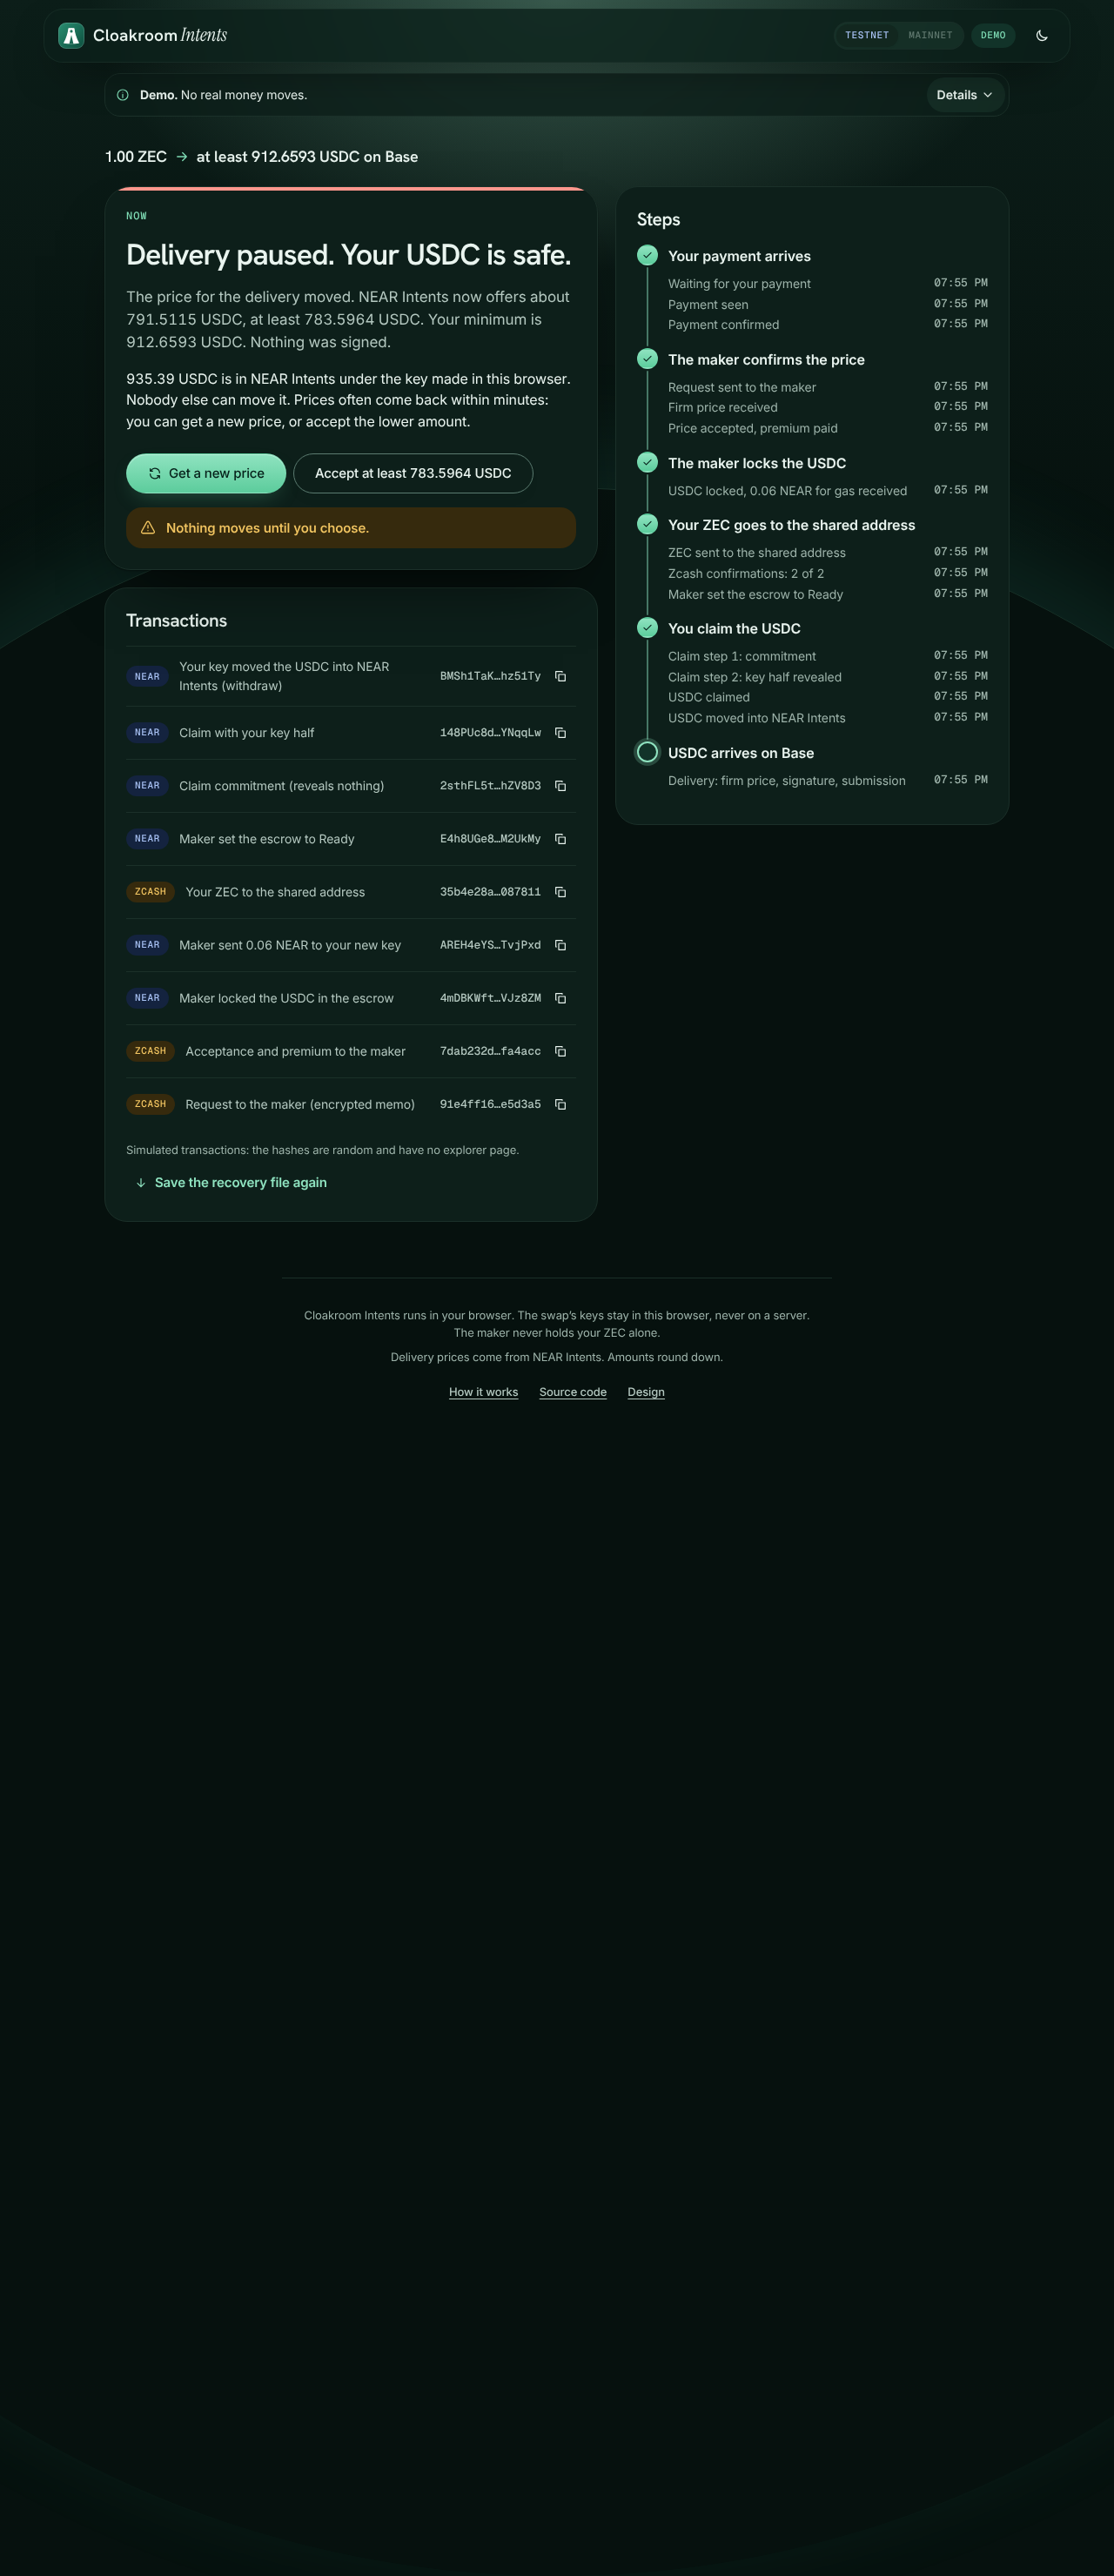 Cloakroom Intents
TESTNET MAINNET DEMO
Demo. No real money moves.
Details
1.00 ZEC → at least 912.6593 USDC on Base
NOW
Delivery paused. Your USDC is safe.
The price for the delivery moved. NEAR Intents now offers about
791.5115 USDC, at least 783.5964 USDC. Your minimum is
912.6593 USDC. Nothing was signed.
935.39 USDC is in NEAR Intents under the key made in this browser.
Nobody else can move it. Prices often come back within minutes:
you can get a new price, or accept the lower amount.
Get a new price
Accept at least 783.5964 USDC
Nothing moves until you choose.
Transactions
NEAR Your key moved the USDC into NEAR
Intents (withdraw) BMSh1TaK…hz51Ty
NEAR Claim with your key half 148PUc8d…YNqqLw
NEAR Claim commitment (reveals nothing) 2sthFL5t…hZV8D3
NEAR Maker set the escrow to Ready E4h8UGe8…M2UkMy
ZCASH Your ZEC to the shared address 35b4e28a…087811
NEAR Maker sent 0.06 NEAR to your new key AREH4eYS…TvjPxd
NEAR Maker locked the USDC in the escrow 4mDBKWft…VJz8ZM
ZCASH Acceptance and premium to the maker 7dab232d…fa4acc
ZCASH Request to the maker (encrypted memo) 91e4ff16…e5d3a5
Simulated transactions: the hashes are random and have no explorer page.
Save the recovery file again
Steps
Your payment arrives
Waiting for your payment 07:55 PM
Payment seen 07:55 PM
Payment confirmed 07:55 PM
The maker confirms the price
Request sent to the maker 07:55 PM
Firm price received 07:55 PM
Price accepted, premium paid 07:55 PM
The maker locks the USDC
USDC locked, 0.06 NEAR for gas received 07:55 PM
Your ZEC goes to the shared address
ZEC sent to the shared address 07:55 PM
Zcash confirmations: 2 of 2 07:55 PM
Maker set the escrow to Ready 07:55 PM
You claim the USDC
Claim step 1: commitment 07:55 PM
Claim step 2: key half revealed 07:55 PM
USDC claimed 07:55 PM
USDC moved into NEAR Intents 07:55 PM
USDC arrives on Base
Delivery: firm price, signature, submission 07:55 PM
Cloakroom Intents runs in your browser. The swap's keys stay in this browser, never on a server.
The maker never holds your ZEC alone.
Delivery prices come from NEAR Intents. Amounts round down.
How it works Source code Design